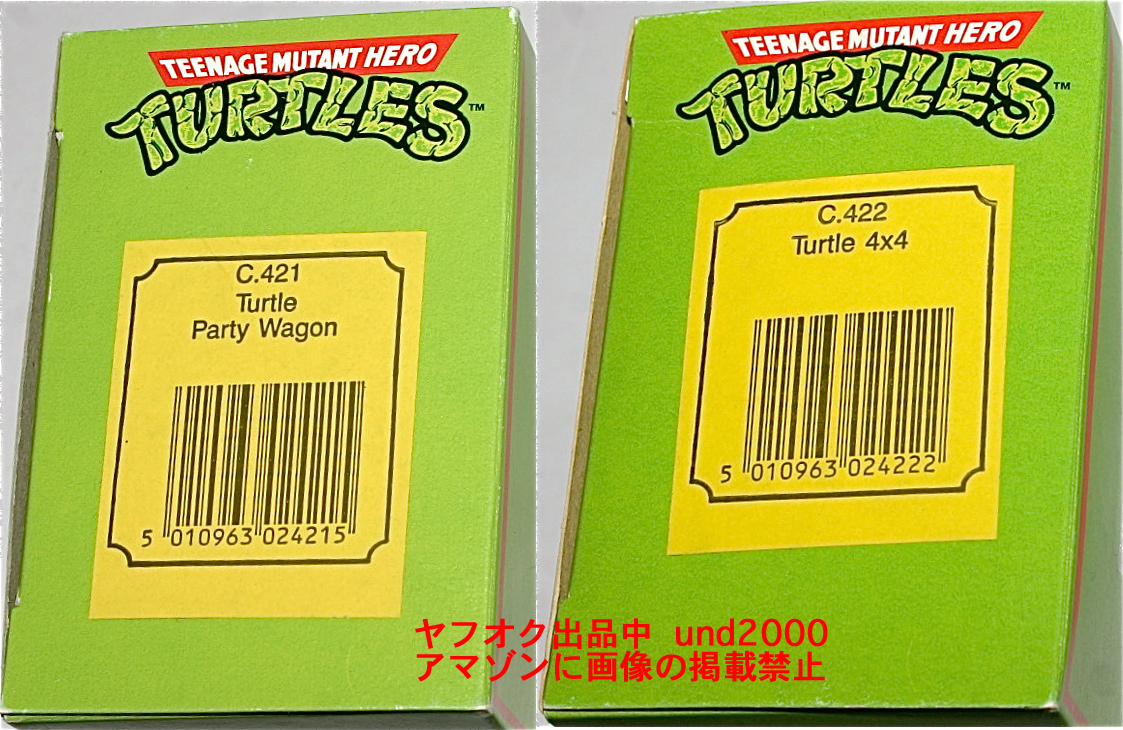 TEENAGE MUTANT HERO
TURTLES™
C.421
Turtle
Party Wagon
5 010963 024215
TEENAGE MUTANT HERO
TURTLES™
C.422
Turtle 4x4
5 010963 024222
ヤフオク出品中 und2000
アマゾンに画像の掲載禁止